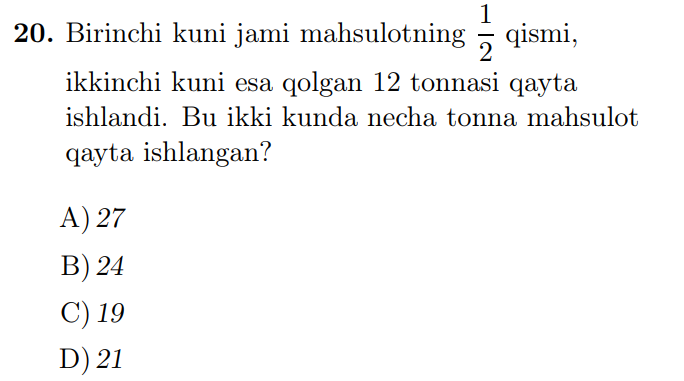 20. Birinchi kuni jami mahsulotning 1/2 qismi,
ikkinchi kuni esa qolgan 12 tonnasi qayta
ishlandi. Bu ikki kunda necha tonna mahsulot
qayta ishlangan?
A) 27
B) 24
C) 19
D) 21